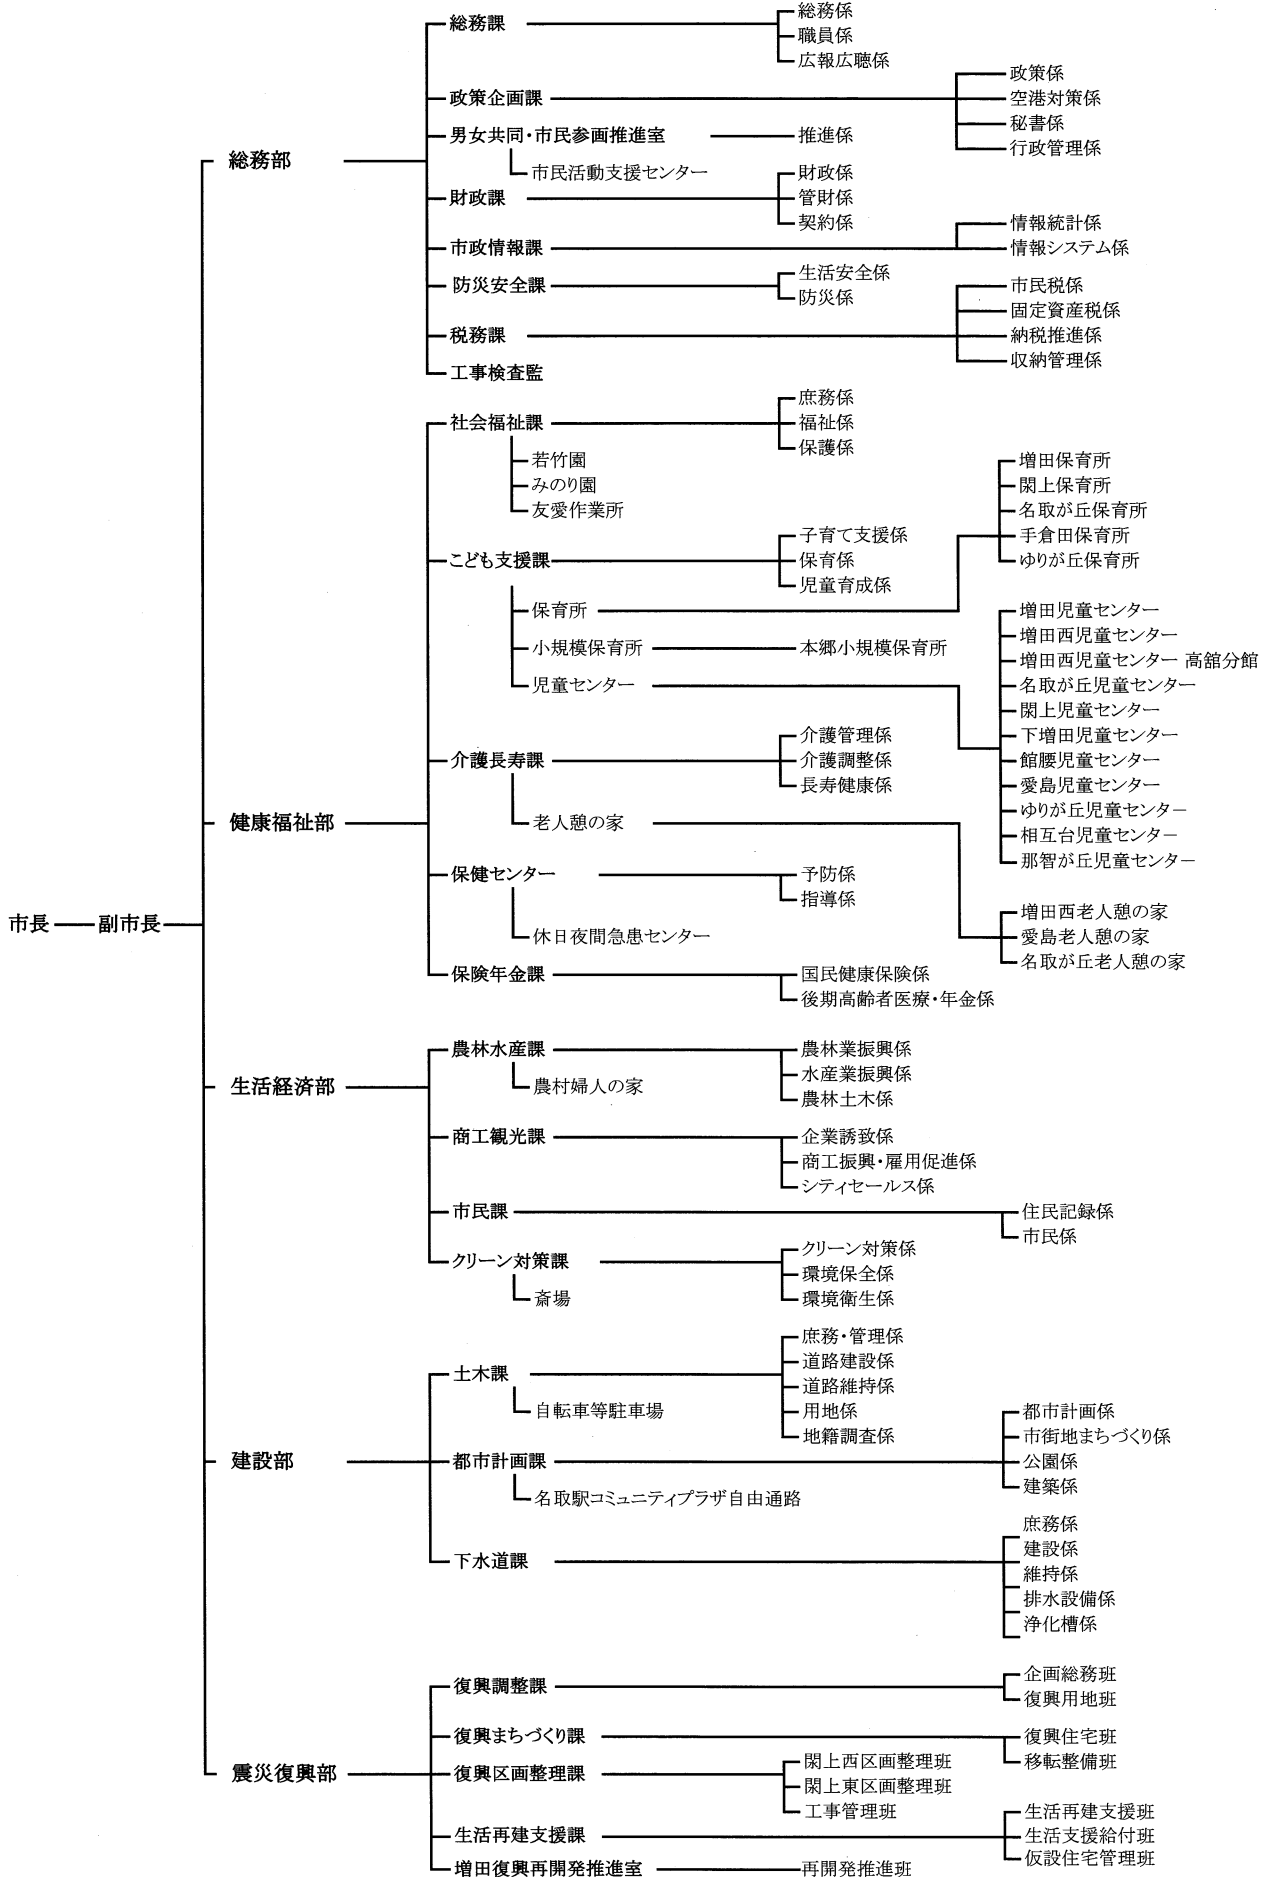 市長
副市長
総務部
総務課
総務係
職員係
広報広聴係
政策企画課
政策係
空港対策係
秘書係
行政管理係
男女共同・市民参画推進室
推進係
市民活動支援センター
財政課
財政係
管財係
契約係
市政情報課
情報統計係
情報システム係
防災安全課
生活安全係
防災係
税務課
市民税係
固定資産税係
納税推進係
収納管理係
工事検査監
健康福祉部
社会福祉課
庶務係
福祉係
保護係
若竹園
みのり園
友愛作業所
こども支援課
子育て支援係
保育係
児童育成係
保育所
増田保育所
閖上保育所
名取が丘保育所
手倉田保育所
ゆりが丘保育所
小規模保育所
本郷小規模保育所
児童センター
増田児童センター
増田西児童センター
増田西児童センター 高舘分館
名取が丘児童センター
閖上児童センター
下増田児童センター
館腰児童センター
愛島児童センター
ゆりが丘児童センター
相互台児童センター
那智が丘児童センター
介護長寿課
介護管理係
介護調整係
長寿健康係
老人憩の家
増田西老人憩の家
愛島老人憩の家
名取が丘老人憩の家
保健センター
予防係
指導係
休日夜間急患センター
保険年金課
国民健康保険係
後期高齢者医療・年金係
生活経済部
農林水産課
農林業振興係
水産業振興係
農林土木係
農村婦人の家
商工観光課
企業誘致係
商工振興・雇用促進係
シティセールス係
市民課
住民記録係
市民係
クリーン対策課
クリーン対策係
環境保全係
環境衛生係
斎場
建設部
土木課
庶務・管理係
道路建設係
道路維持係
用地係
地籍調査係
自転車等駐車場
都市計画課
都市計画係
市街地まちづくり係
公園係
建築係
名取駅コミュニティプラザ自由通路
下水道課
庶務係
建設係
維持係
排水設備係
浄化槽係
震災復興部
復興調整課
企画総務班
復興用地班
復興まちづくり課
復興住宅班
移転整備班
復興区画整理課
閖上西区画整理班
閖上東区画整理班
工事管理班
生活再建支援課
生活再建支援班
生活支援給付班
仮設住宅管理班
増田復興再開発推進室
再開発推進班